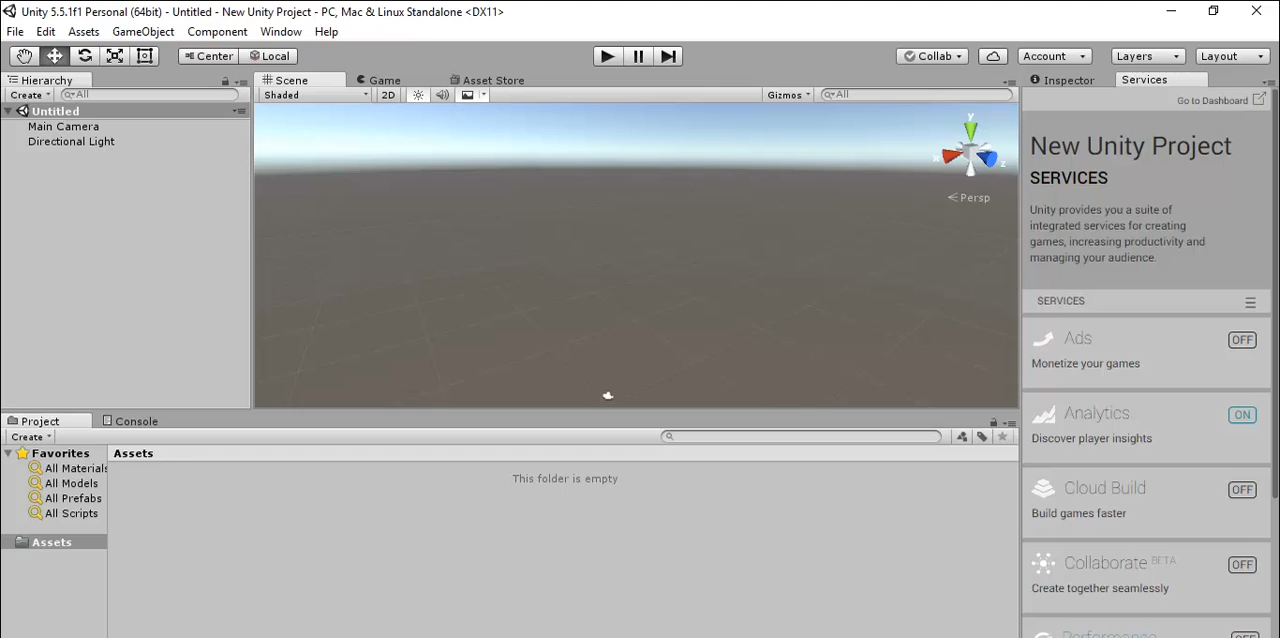 Unity 5.5.1f1 Personal (64bit) - Untitled - New Unity Project - PC, Mac & Linux Standalone <DX11>
File Edit Assets GameObject Component Window Help
Center Local Collab Account Layers Layout
Hierarchy Scene Game Asset Store Inspector Services
Create All Shaded 2D Gizmos All Go to Dashboard
Untitled
Main Camera
Directional Light
y
x
z
Persp
New Unity Project
SERVICES
Unity provides you a suite of
integrated services for creating
games, increasing productivity and
managing your audience.
SERVICES
Ads OFF
Monetize your games
Analytics ON
Discover player insights
Cloud Build OFF
Build games faster
Collaborate BETA OFF
Create together seamlessly
Performance OFF
Project Console
Create
Favorites Assets
All Materials
All Models
All Prefabs
All Scripts
Assets
This folder is empty